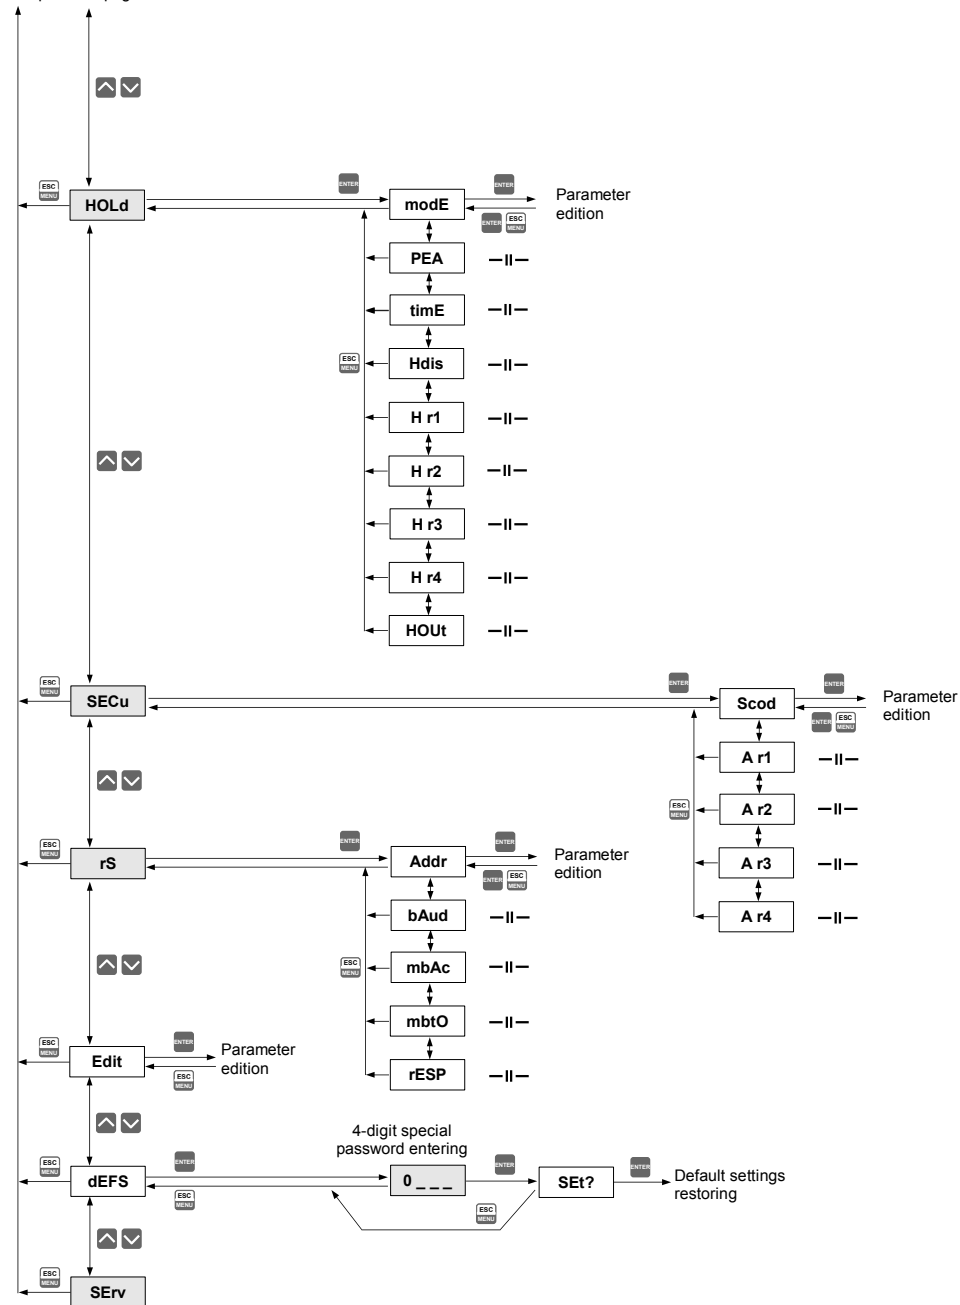 ESC
MENU
HOLd
ENTER
modE
ENTER
ENTER
ESC
MENU
Parameter
edition
PEA
—II—
timE
—II—
ESC
MENU
Hdis
—II—
H r1
—II—
H r2
—II—
H r3
—II—
H r4
—II—
HOUt
—II—
ESC
MENU
SECu
ENTER
Scod
ENTER
ENTER
ESC
MENU
Parameter
edition
A r1
—II—
ESC
MENU
A r2
—II—
A r3
—II—
A r4
—II—
ESC
MENU
rS
ENTER
Addr
ENTER
ENTER
ESC
MENU
Parameter
edition
bAud
—II—
ESC
MENU
mbAc
—II—
mbtO
—II—
rESP
—II—
ESC
MENU
Edit
ENTER
ESC
MENU
Parameter
edition
4-digit special
password entering
ESC
MENU
dEFS
ENTER
ESC
MENU
0 _ _ _
ENTER
ESC
MENU
SEt?
ENTER
Default settings
restoring
ESC
MENU
SErv